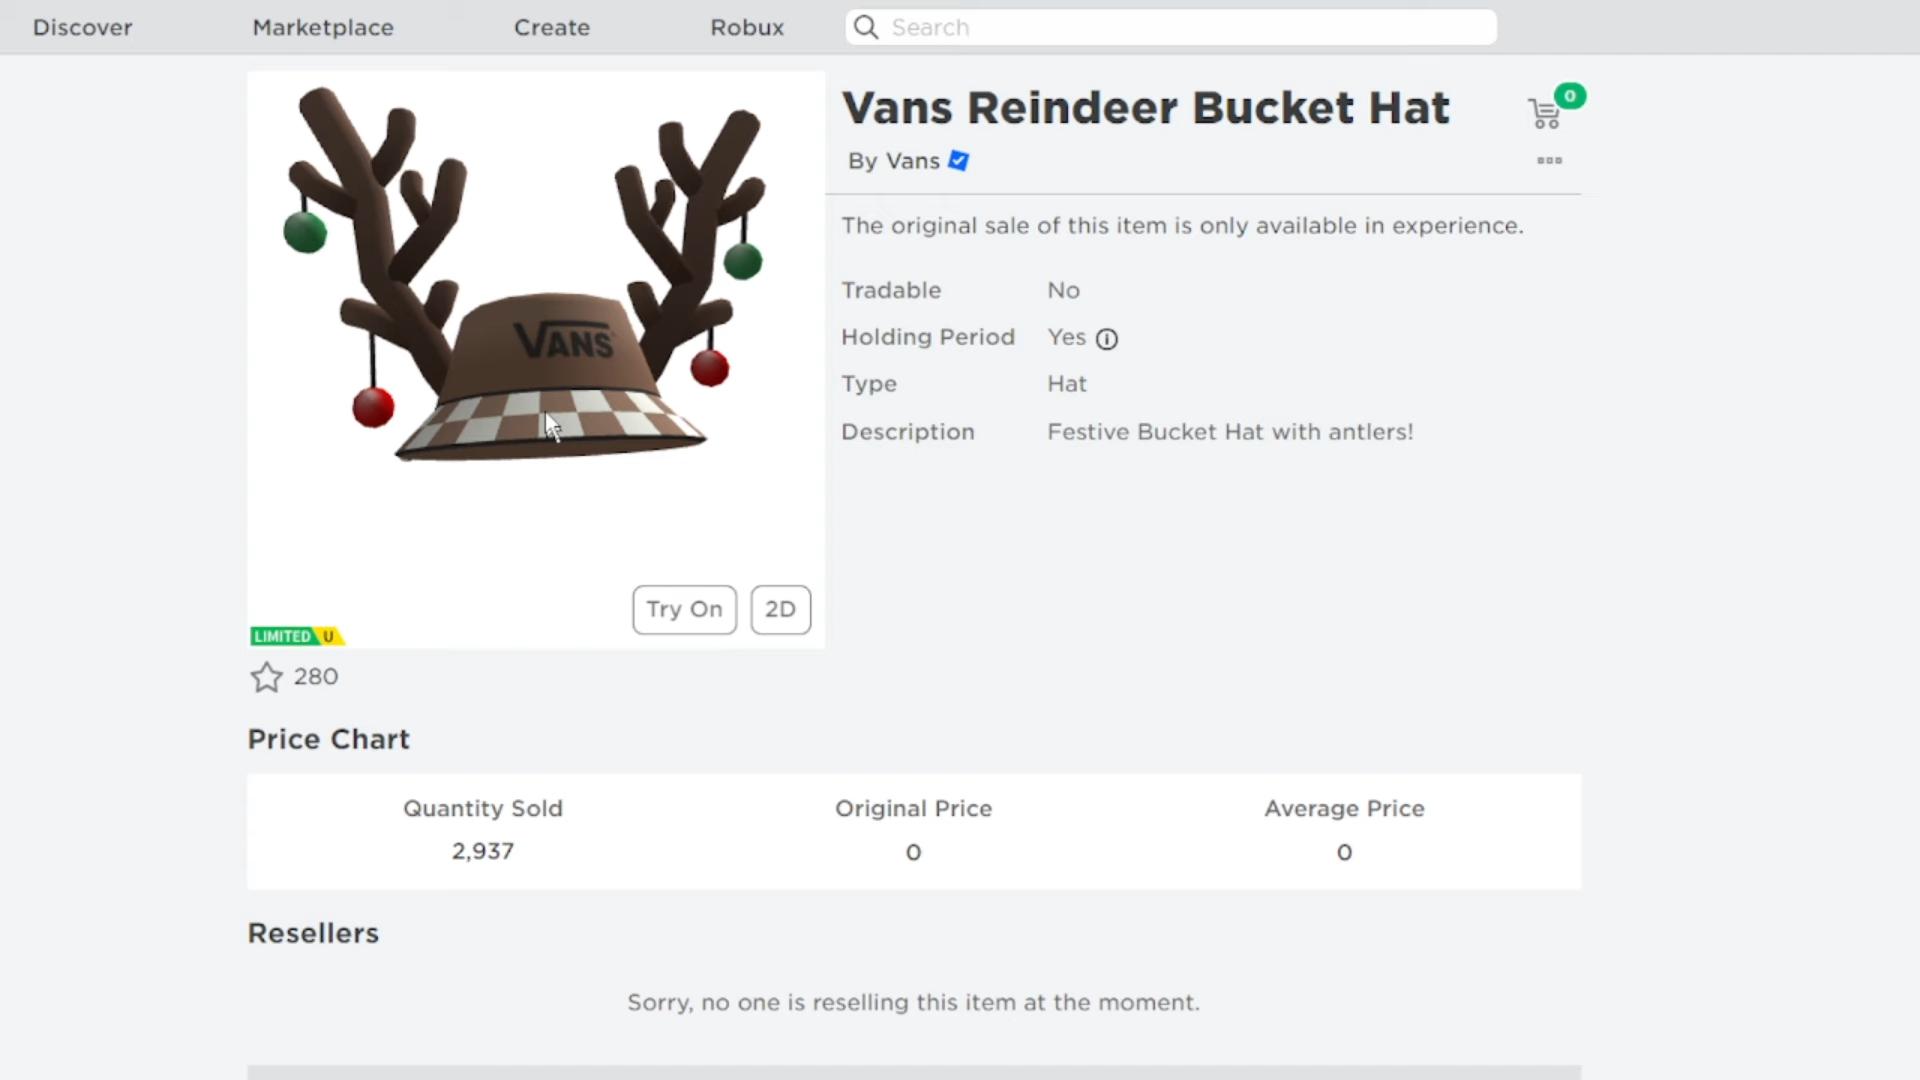 Discover Marketplace Create Robux Search
Vans Reindeer Bucket Hat
0
By Vans
The original sale of this item is only available in experience.
Tradable No
Holding Period Yes
Type Hat
Description Festive Bucket Hat with antlers!
VANS
Try On 2D
LIMITED U
280
Price Chart
Quantity Sold Original Price Average Price
2,937 0 0
Resellers
Sorry, no one is reselling this item at the moment.